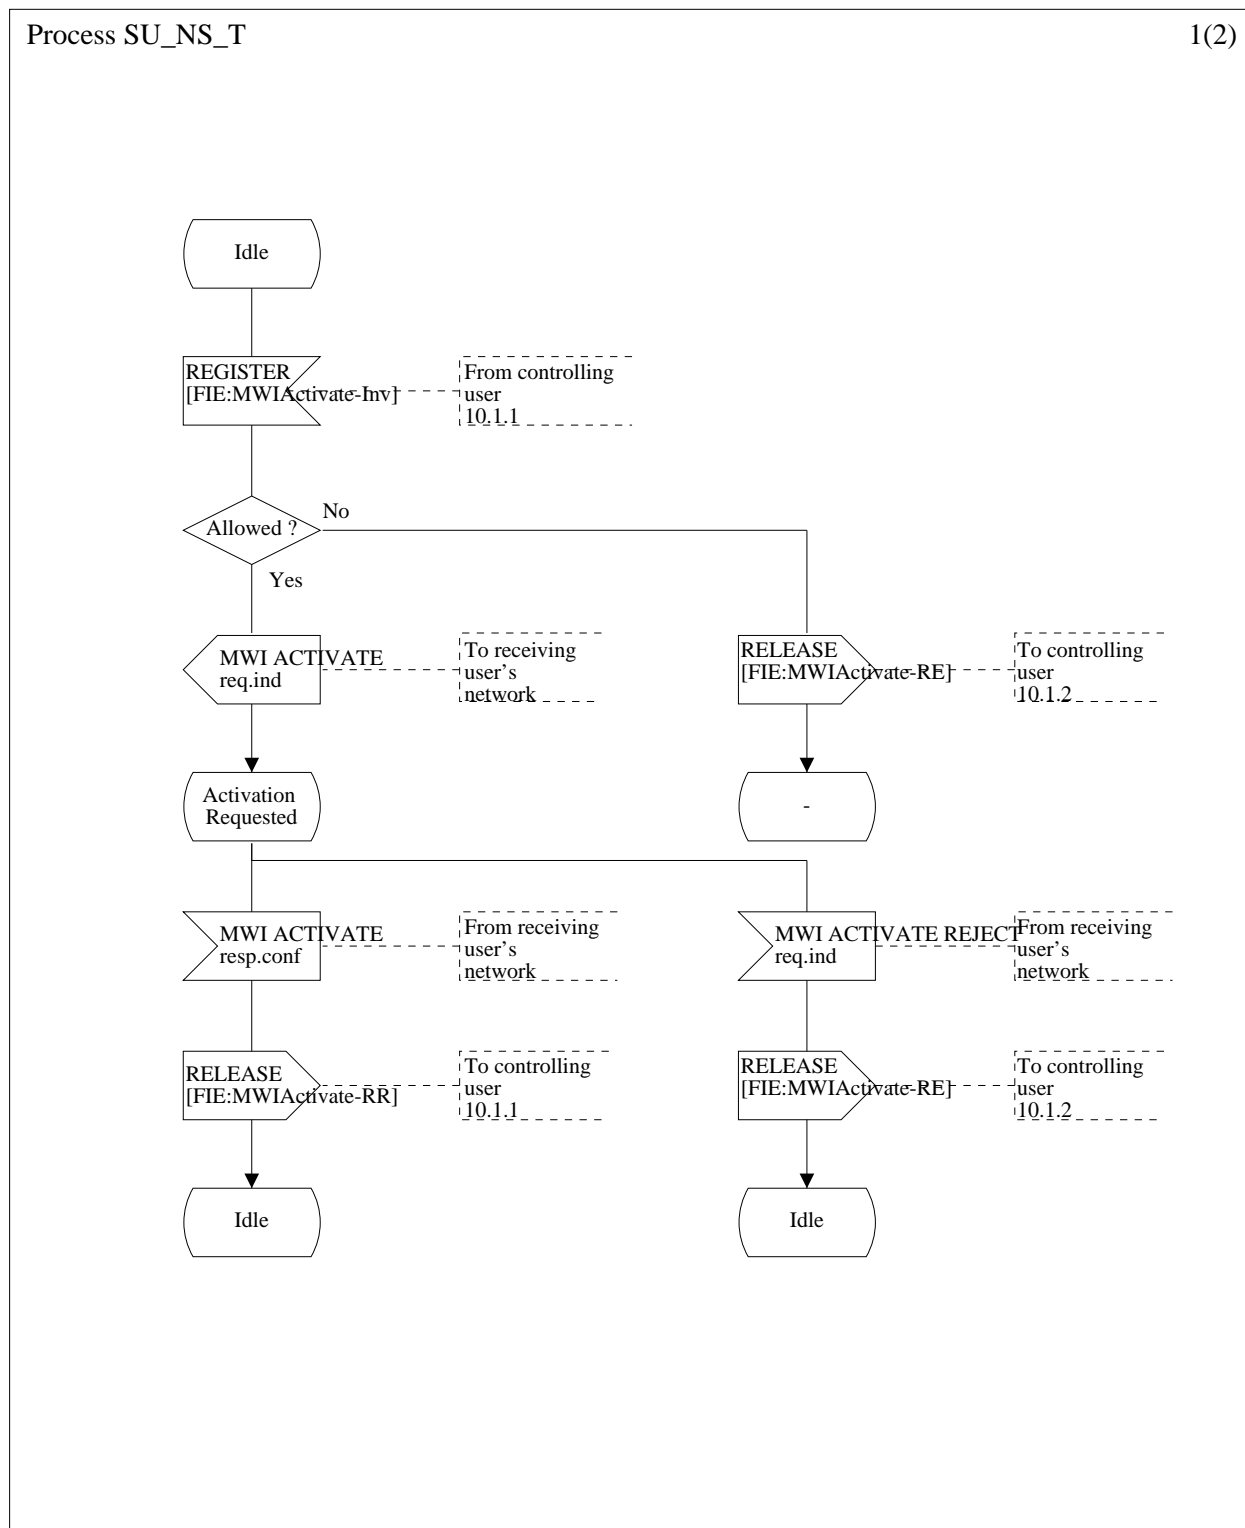 Process SU_NS_T
1(2)
Idle
REGISTER
[FIE:MWIActivate-Inv]
From controlling
user
10.1.1
Allowed ?
No
Yes
MWI ACTIVATE
req.ind
To receiving
user's
network
RELEASE
[FIE:MWIActivate-RE]
To controlling
user
10.1.2
Activation
Requested
-
MWI ACTIVATE
resp.conf
From receiving
user's
network
MWI ACTIVATE REJECT
req.ind
From receiving
user's
network
RELEASE
[FIE:MWIActivate-RR]
To controlling
user
10.1.1
RELEASE
[FIE:MWIActivate-RE]
To controlling
user
10.1.2
Idle
Idle